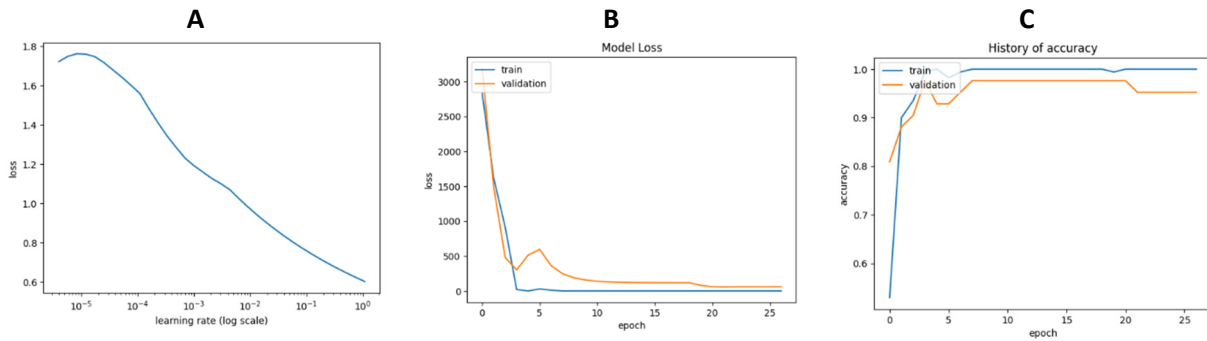 A
1.8
1.6
1.4
1.2
1.0
0.8
0.6
loss
10⁻⁵ 10⁻⁴ 10⁻³ 10⁻² 10⁻¹ 10⁰
learning rate (log scale)
B
Model Loss
train
validation
3000
2500
2000
1500
1000
500
0
loss
0 5 10 15 20 25
epoch
C
History of accuracy
train
validation
1.0
0.9
0.8
0.7
0.6
accuracy
0 5 10 15 20 25
epoch